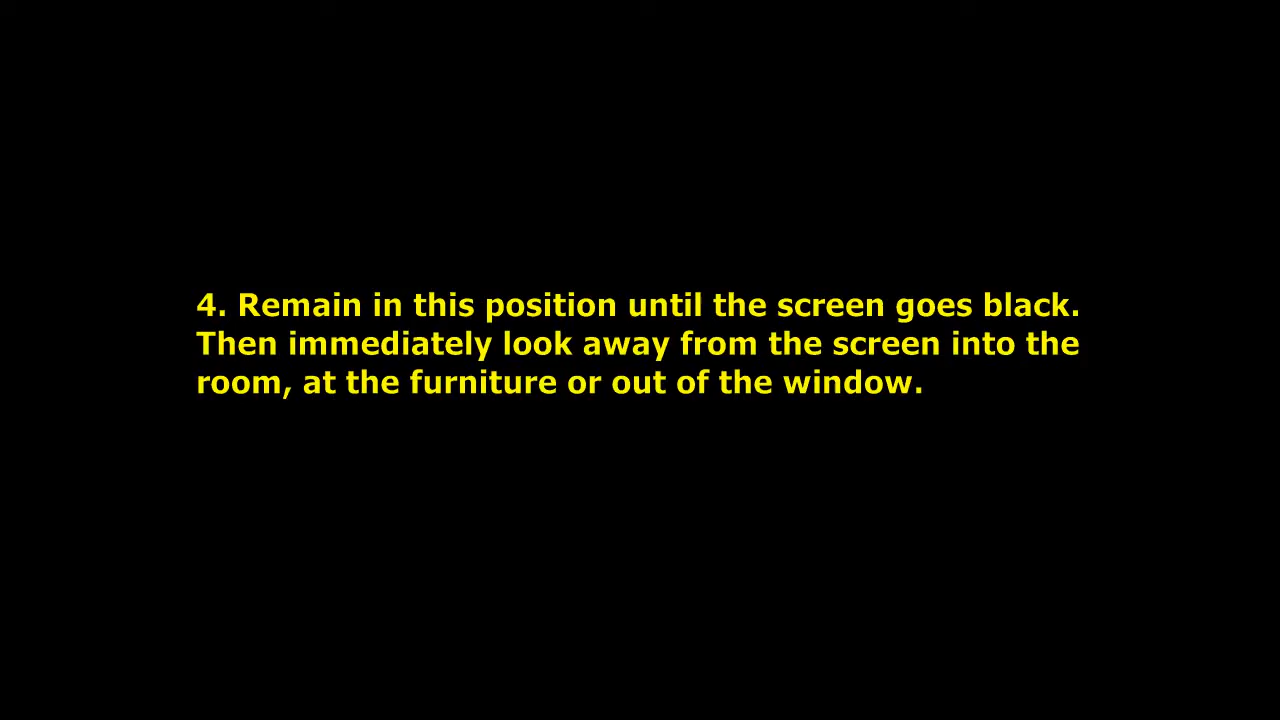 4. Remain in this position until the screen goes black.
Then immediately look away from the screen into the
room, at the furniture or out of the window.